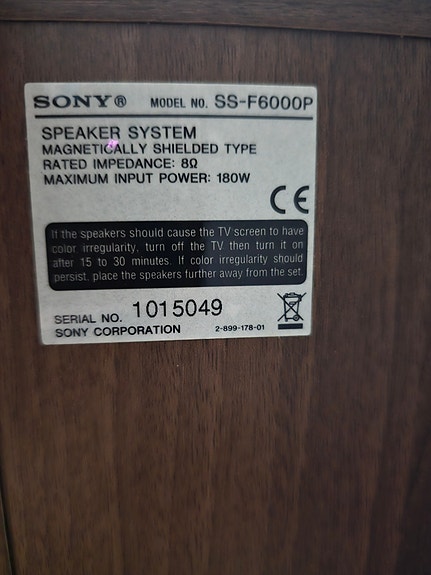 SONY® MODEL NO. SS-F6000P
SPEAKER SYSTEM
MAGNETICALLY SHIELDED TYPE
RATED IMPEDANCE: 8Ω
MAXIMUM INPUT POWER: 180W
CE
If the speakers should cause the TV screen to have
color irregularity, turn off the TV then turn it on
after 15 to 30 minutes. If color irregularity should
persist, place the speakers further away from the set.
SERIAL NO. 1015049
SONY CORPORATION 2-899-178-01